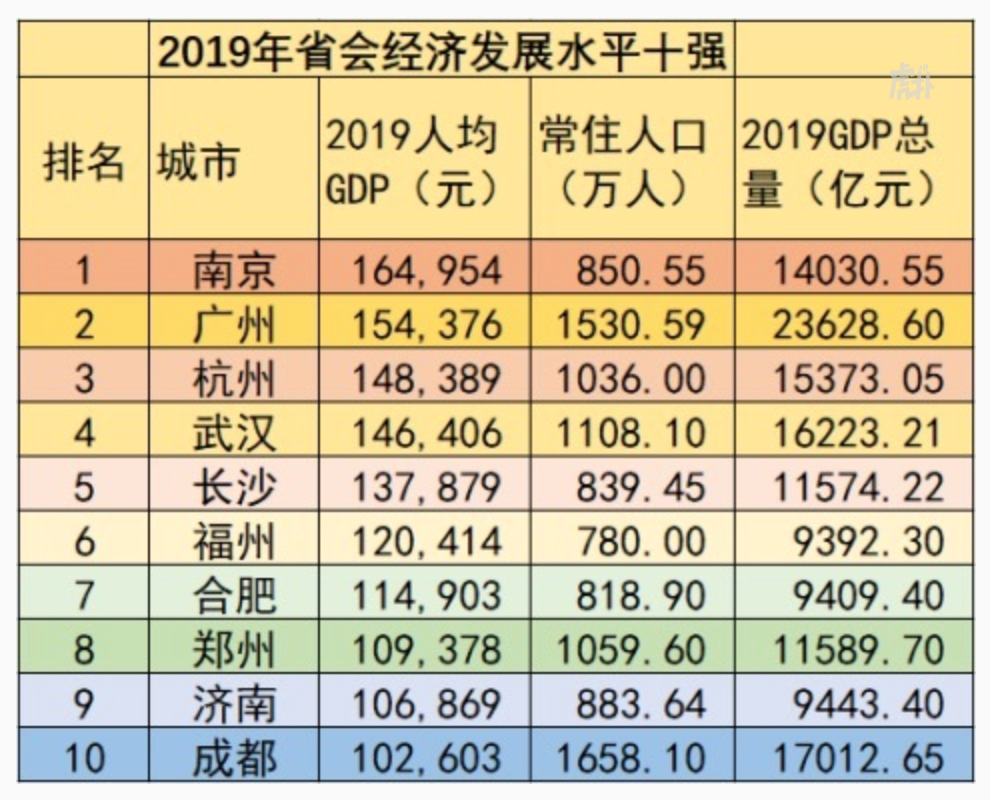 2019年省会经济发展水平十强
虎扑
排名 城市 2019人均GDP（元） 常住人口（万人） 2019GDP总量（亿元）
1 南京 164,954 850.55 14030.55
2 广州 154,376 1530.59 23628.60
3 杭州 148,389 1036.00 15373.05
4 武汉 146,406 1108.10 16223.21
5 长沙 137,879 839.45 11574.22
6 福州 120,414 780.00 9392.30
7 合肥 114,903 818.90 9409.40
8 郑州 109,378 1059.60 11589.70
9 济南 106,869 883.64 9443.40
10 成都 102,603 1658.10 17012.65